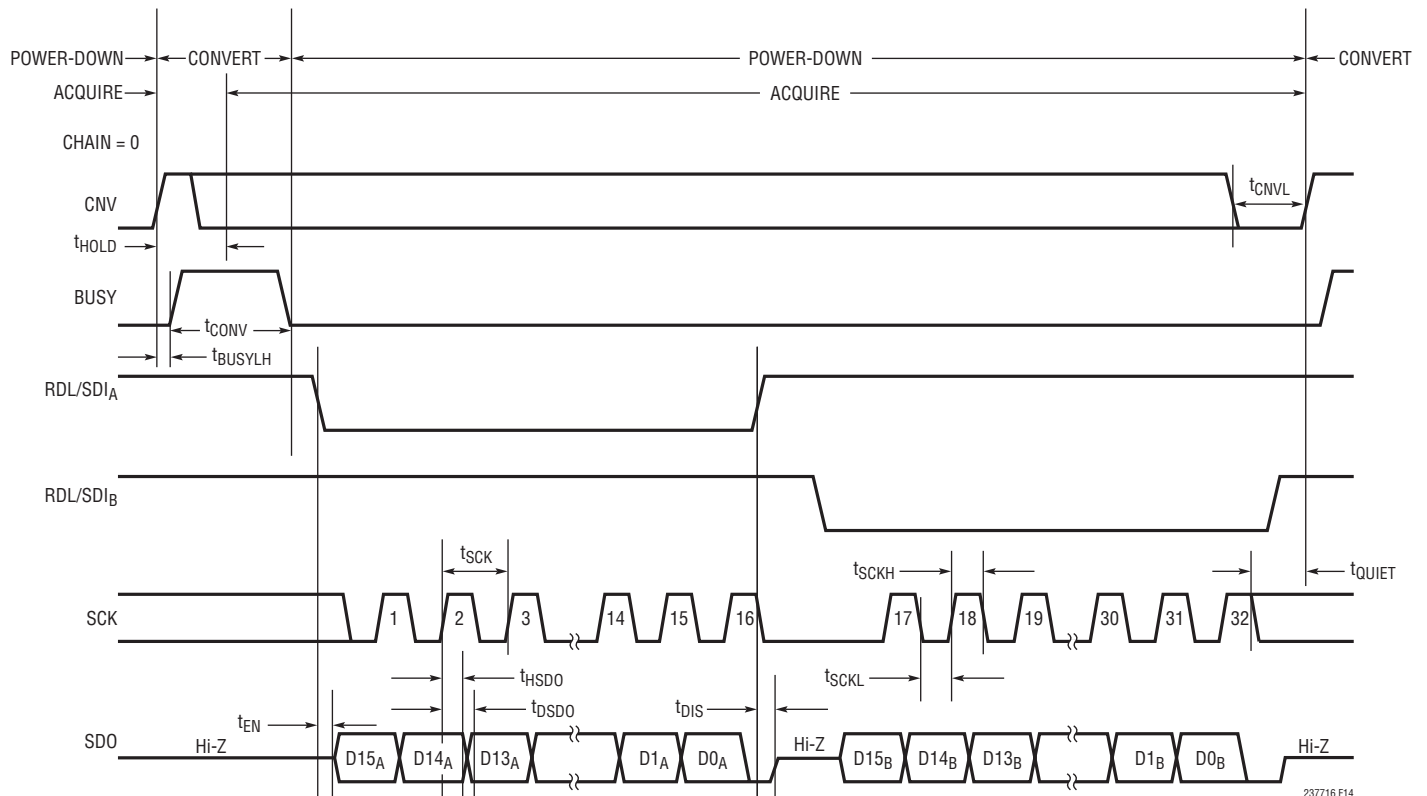 POWER-DOWN CONVERT POWER-DOWN CONVERT
ACQUIRE ACQUIRE
CHAIN = 0
CNV tCNVL
tHOLD
BUSY
tCONV
tBUSYLH
RDL/SDIA
RDL/SDIB
tSCK tSCKH tQUIET
SCK 1 2 3 14 15 16 17 18 19 30 31 32
tHSDO tSCKL
tEN tDSDO tDIS
SDO Hi-Z D15A D14A D13A D1A D0A Hi-Z D15B D14B D13B D1B D0B Hi-Z
237716 F14